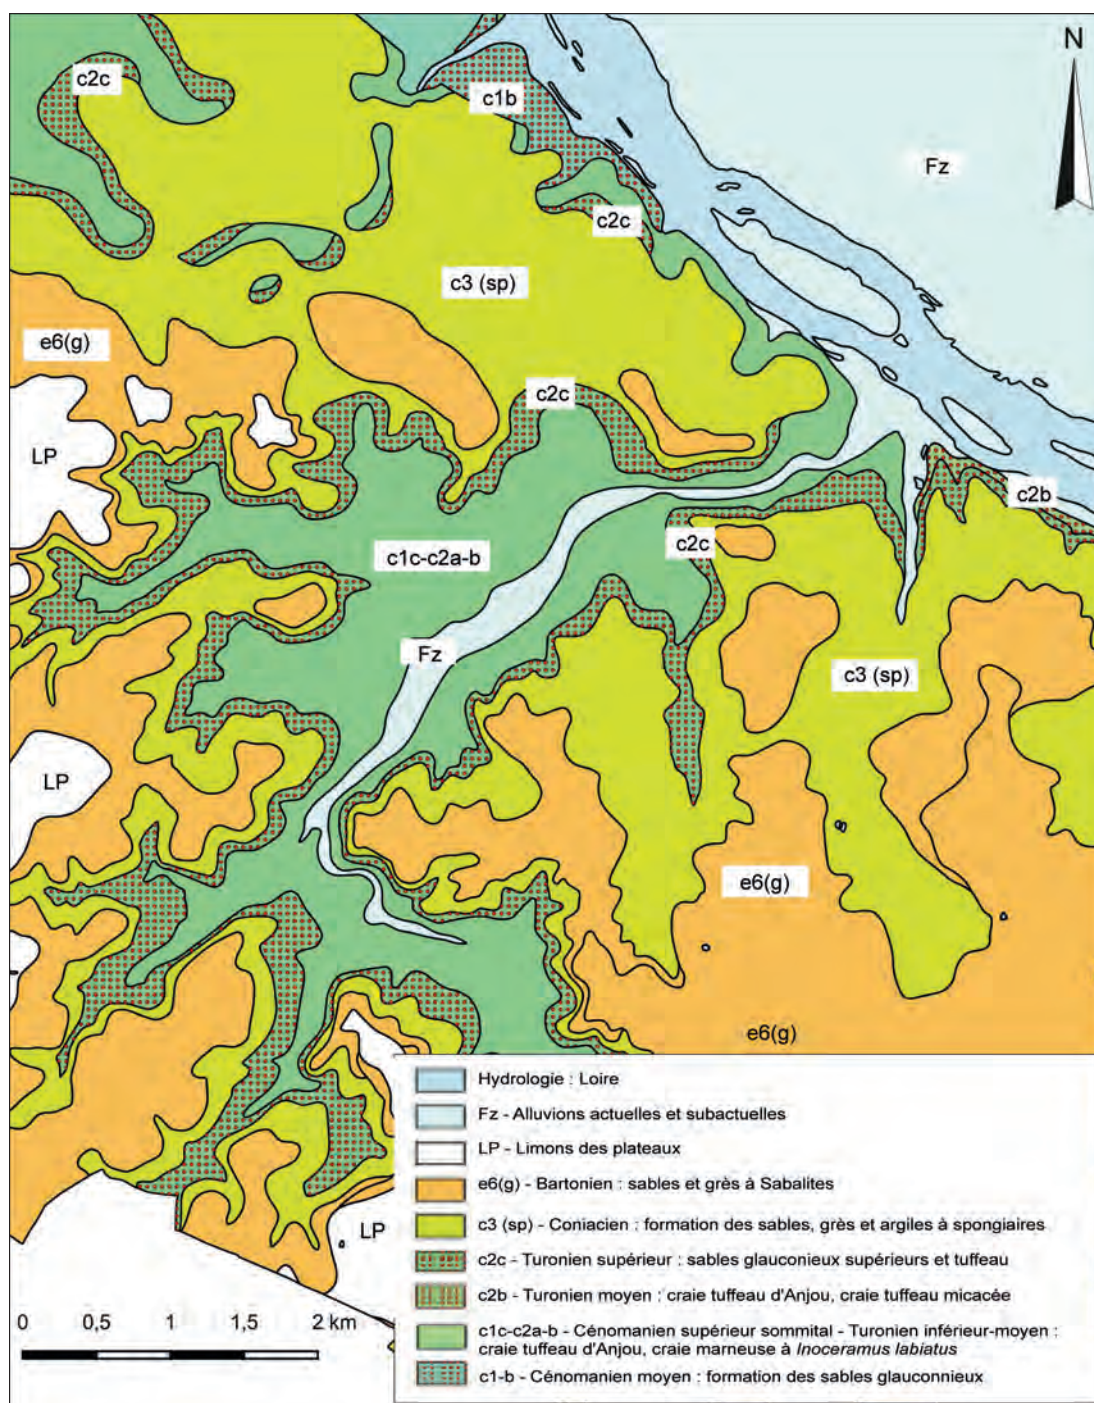 N
c2c
c1b
Fz
c2c
c3 (sp)
e6(g)
c2c
LP
c2b
c2c
c1c-c2a-b
Fz
c3 (sp)
LP
e6(g)
e6(g)
Hydrologie : Loire
Fz - Alluvions actuelles et subactuelles
LP - Limons des plateaux
e6(g) - Bartonien : sables et grès à Sabalites
c3 (sp) - Coniacien : formation des sables, grès et argiles à spongiaires
c2c - Turonien supérieur : sables glauconieux supérieurs et tuffeau
c2b - Turonien moyen : craie tuffeau d'Anjou, craie tuffeau micacée
c1c-c2a-b - Cénomanien supérieur sommital - Turonien inférieur-moyen :
craie tuffeau d'Anjou, craie marneuse à Inoceramus labiatus
c1-b - Cénomanien moyen : formation des sables glauconnieux
LP
0 0,5 1 1,5 2 km